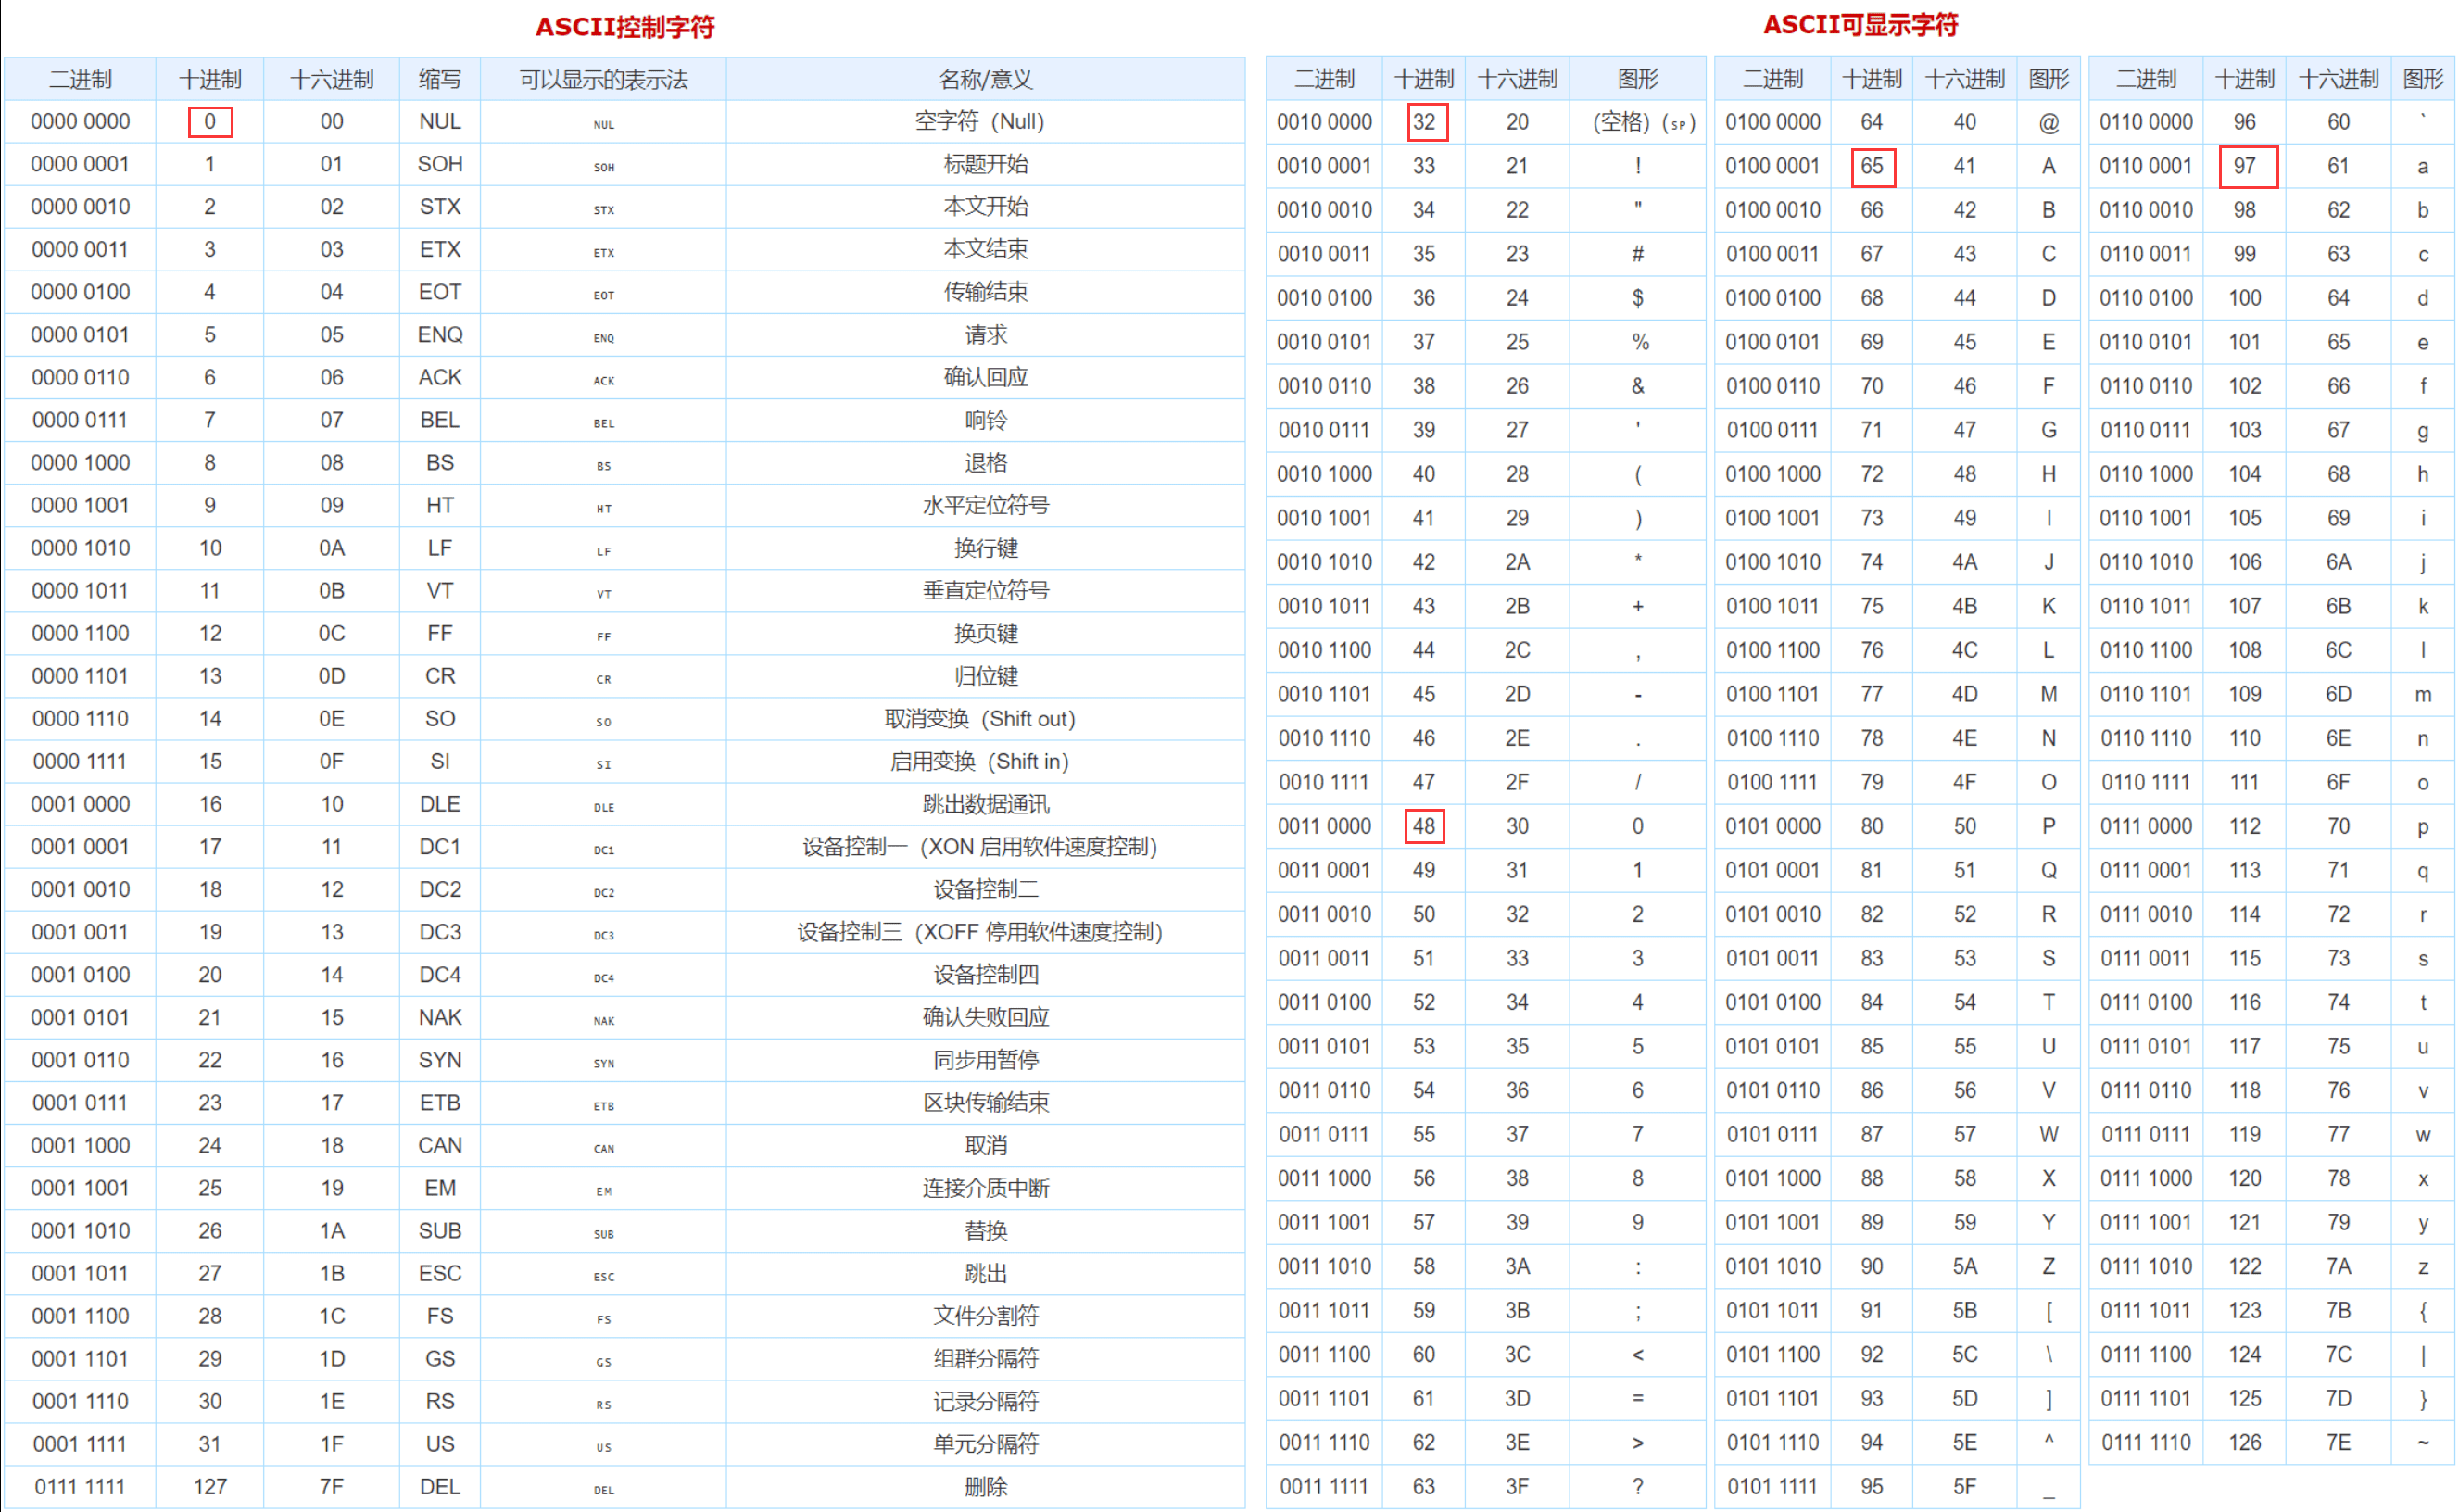 ASCII控制字符
二进制 十进制 十六进制 缩写 可以显示的表示法 名称/意义
0000 0000 0 00 NUL NUL 空字符（Null）
0000 0001 1 01 SOH SOH 标题开始
0000 0010 2 02 STX STX 本文开始
0000 0011 3 03 ETX ETX 本文结束
0000 0100 4 04 EOT EOT 传输结束
0000 0101 5 05 ENQ ENQ 请求
0000 0110 6 06 ACK ACK 确认回应
0000 0111 7 07 BEL BEL 响铃
0000 1000 8 08 BS BS 退格
0000 1001 9 09 HT HT 水平定位符号
0000 1010 10 0A LF LF 换行键
0000 1011 11 0B VT VT 垂直定位符号
0000 1100 12 0C FF FF 换页键
0000 1101 13 0D CR CR 归位键
0000 1110 14 0E SO SO 取消变换（Shift out）
0000 1111 15 0F SI SI 启用变换（Shift in）
0001 0000 16 10 DLE DLE 跳出数据通讯
0001 0001 17 11 DC1 DC1 设备控制一（XON 启用软件速度控制）
0001 0010 18 12 DC2 DC2 设备控制二
0001 0011 19 13 DC3 DC3 设备控制三（XOFF 停用软件速度控制）
0001 0100 20 14 DC4 DC4 设备控制四
0001 0101 21 15 NAK NAK 确认失败回应
0001 0110 22 16 SYN SYN 同步用暂停
0001 0111 23 17 ETB ETB 区块传输结束
0001 1000 24 18 CAN CAN 取消
0001 1001 25 19 EM EM 连接介质中断
0001 1010 26 1A SUB SUB 替换
0001 1011 27 1B ESC ESC 跳出
0001 1100 28 1C FS FS 文件分割符
0001 1101 29 1D GS GS 组群分隔符
0001 1110 30 1E RS RS 记录分隔符
0001 1111 31 1F US US 单元分隔符
0111 1111 127 7F DEL DEL 删除
ASCII可显示字符
二进制 十进制 十六进制 图形
0010 0000 32 20 (空格)（SP）
0010 0001 33 21 !
0010 0010 34 22 "
0010 0011 35 23 #
0010 0100 36 24 $
0010 0101 37 25 %
0010 0110 38 26 &
0010 0111 39 27 '
0010 1000 40 28 (
0010 1001 41 29 )
0010 1010 42 2A *
0010 1011 43 2B +
0010 1100 44 2C ,
0010 1101 45 2D -
0010 1110 46 2E .
0010 1111 47 2F /
0011 0000 48 30 0
0011 0001 49 31 1
0011 0010 50 32 2
0011 0011 51 33 3
0011 0100 52 34 4
0011 0101 53 35 5
0011 0110 54 36 6
0011 0111 55 37 7
0011 1000 56 38 8
0011 1001 57 39 9
0011 1010 58 3A :
0011 1011 59 3B ;
0011 1100 60 3C <
0011 1101 61 3D =
0011 1110 62 3E >
0011 1111 63 3F ?
二进制 十进制 十六进制 图形
0100 0000 64 40 @
0100 0001 65 41 A
0100 0010 66 42 B
0100 0011 67 43 C
0100 0100 68 44 D
0100 0101 69 45 E
0100 0110 70 46 F
0100 0111 71 47 G
0100 1000 72 48 H
0100 1001 73 49 I
0100 1010 74 4A J
0100 1011 75 4B K
0100 1100 76 4C L
0100 1101 77 4D M
0100 1110 78 4E N
0100 1111 79 4F O
0101 0000 80 50 P
0101 0001 81 51 Q
0101 0010 82 52 R
0101 0011 83 53 S
0101 0100 84 54 T
0101 0101 85 55 U
0101 0110 86 56 V
0101 0111 87 57 W
0101 1000 88 58 X
0101 1001 89 59 Y
0101 1010 90 5A Z
0101 1011 91 5B [
0101 1100 92 5C \
0101 1101 93 5D ]
0101 1110 94 5E ^
0101 1111 95 5F _
二进制 十进制 十六进制 图形
0110 0000 96 60 `
0110 0001 97 61 a
0110 0010 98 62 b
0110 0011 99 63 c
0110 0100 100 64 d
0110 0101 101 65 e
0110 0110 102 66 f
0110 0111 103 67 g
0110 1000 104 68 h
0110 1001 105 69 i
0110 1010 106 6A j
0110 1011 107 6B k
0110 1100 108 6C l
0110 1101 109 6D m
0110 1110 110 6E n
0110 1111 111 6F o
0111 0000 112 70 p
0111 0001 113 71 q
0111 0010 114 72 r
0111 0011 115 73 s
0111 0100 116 74 t
0111 0101 117 75 u
0111 0110 118 76 v
0111 0111 119 77 w
0111 1000 120 78 x
0111 1001 121 79 y
0111 1010 122 7A z
0111 1011 123 7B {
0111 1100 124 7C |
0111 1101 125 7D }
0111 1110 126 7E ~